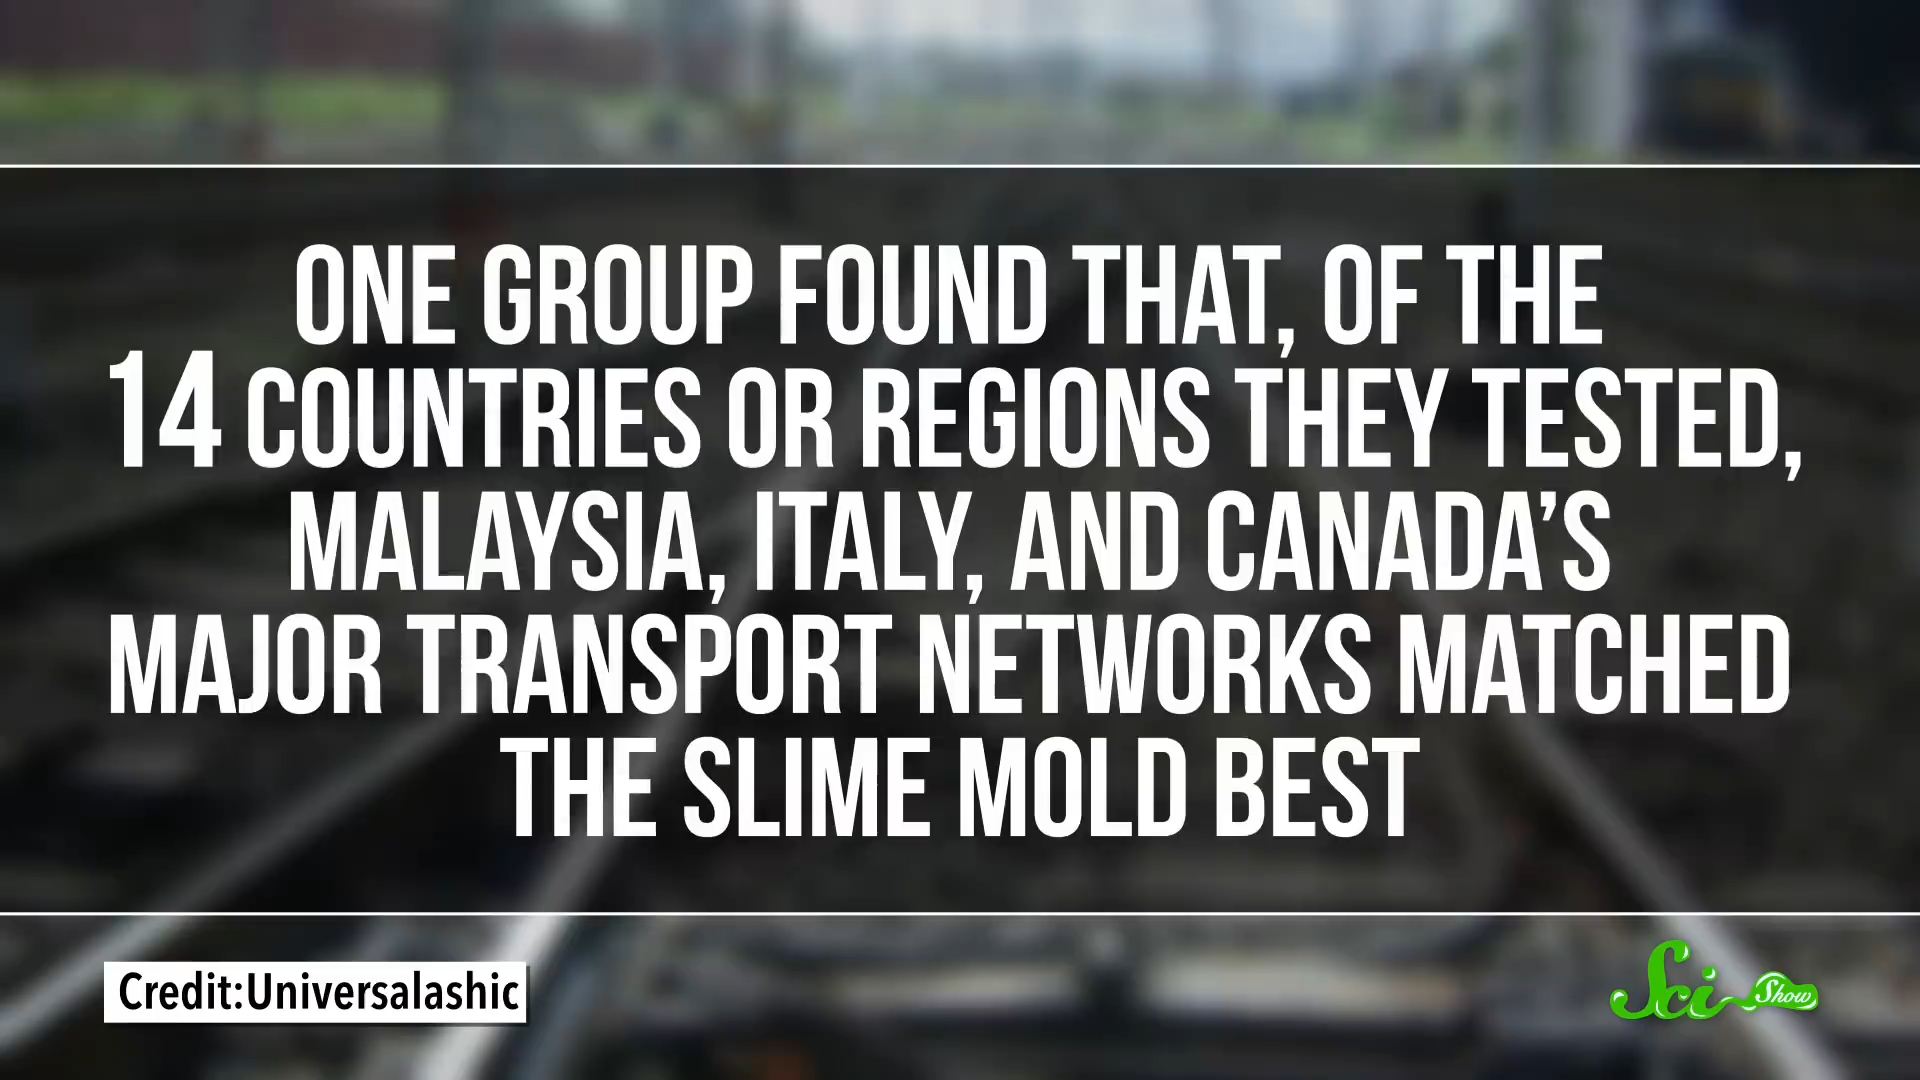 ONE GROUP FOUND THAT, OF THE
14 COUNTRIES OR REGIONS THEY TESTED,
MALAYSIA, ITALY, AND CANADA’S
MAJOR TRANSPORT NETWORKS MATCHED
THE SLIME MOLD BEST
Credit:Universalashic
Sci Show